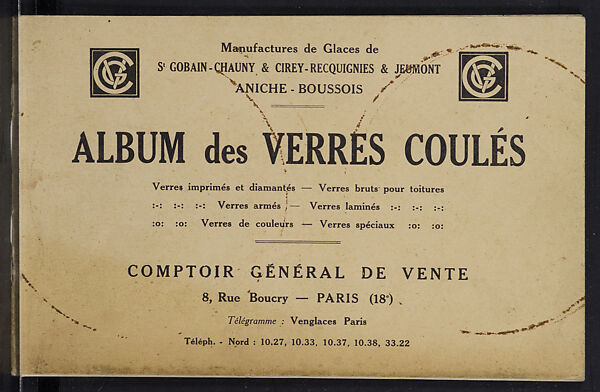 Manufactures de Glaces de
St GOBAIN-CHAUNY & CIREY-RECQUIGNIES & JEUMONT
ANICHE - BOUSSOIS
ALBUM des VERRES COULÉS
Verres imprimés et diamantés — Verres bruts pour toitures
:-: :-: :-: Verres armés — Verres laminés :-: :-: :-:
:o: :o: Verres de couleurs — Verres spéciaux :o: :o:
COMPTOIR GÉNÉRAL DE VENTE
8, Rue Boucry — PARIS (18e)
Télégramme : Venglaces Paris
Téléph. - Nord : 10.27, 10.33, 10.37, 10.38, 33.22